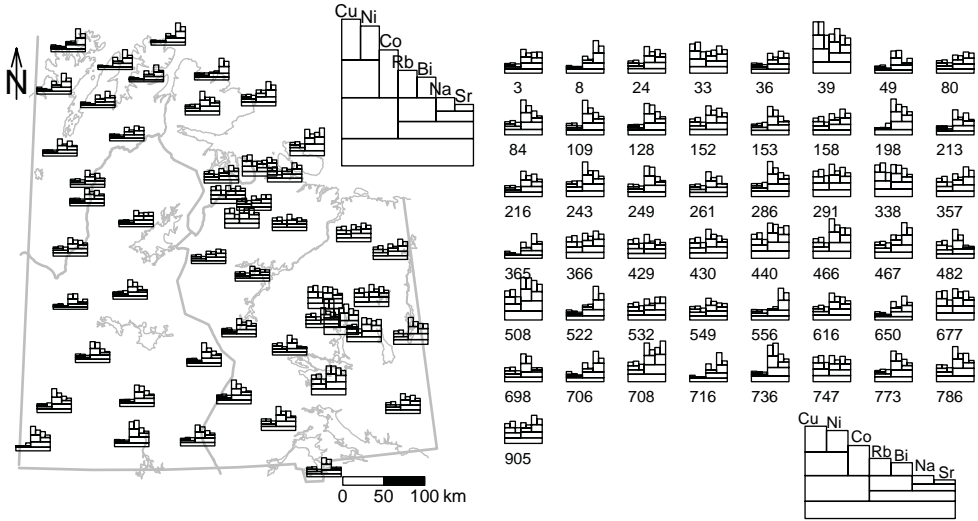 Cu Ni Co Rb Bi Na Sr
N
0 50 100 km
3 8 24 33 36 39 49 80
84 109 128 152 153 158 198 213
216 243 249 261 286 291 338 357
365 366 429 430 440 466 467 482
508 522 532 549 556 616 650 677
698 706 708 716 736 747 773 786
905
Cu Ni Co Rb Bi Na Sr